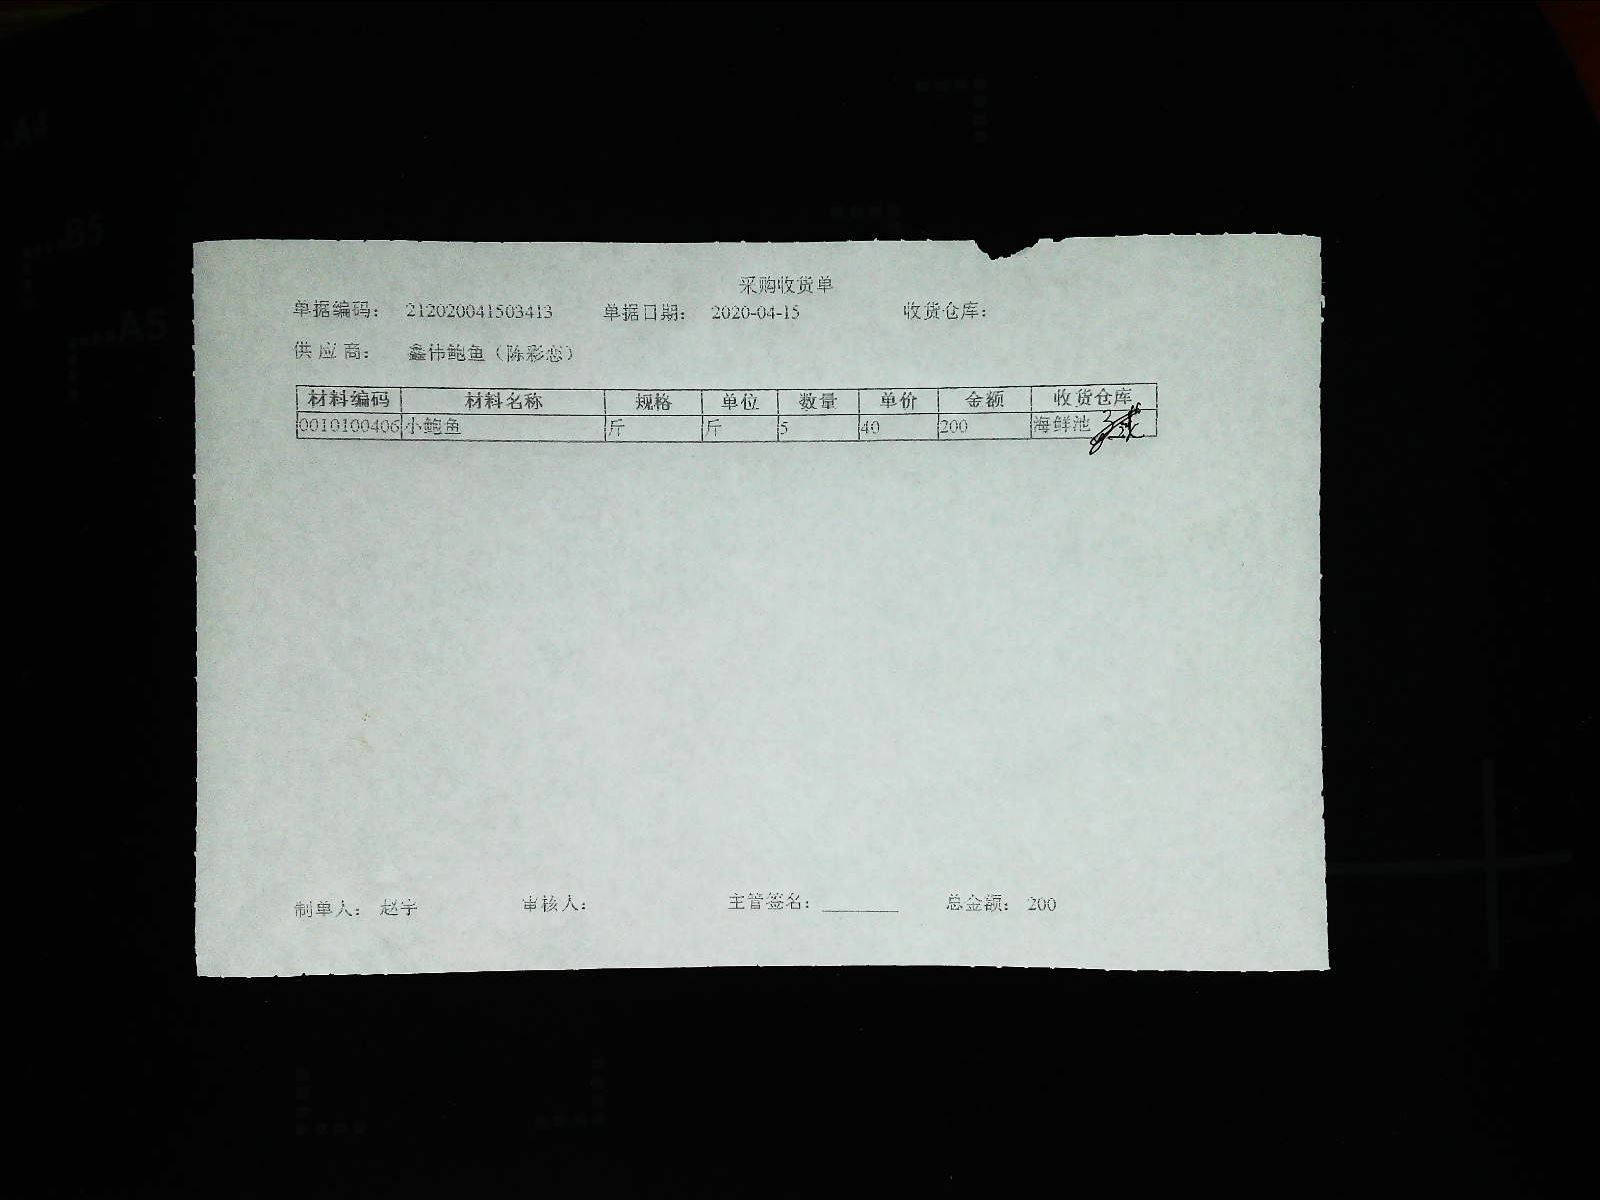 采购收货单
单据编码： 212020041503413 单据日期： 2020-04-15 收货仓库：
供 应 商： 鑫伟鲍鱼（陈彩恋）
材料编码 材料名称 规格 单位 数量 单价 金额 收货仓库
0010100406 小鲍鱼 斤 斤 5 40 200 海鲜池
制单人： 赵宇 审核人： 主管签名：________ 总金额： 200
A4
B5
A5